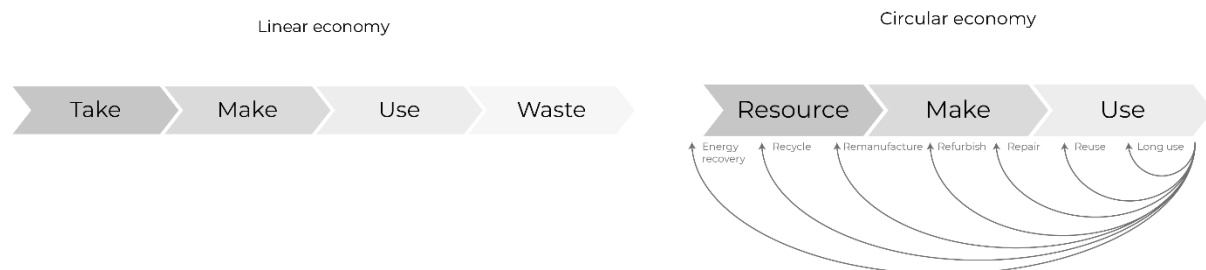 Linear economy
Circular economy
Take Make Use Waste
Resource Make Use
Energy recovery Recycle Remanufacture Refurbish Repair Reuse Long use